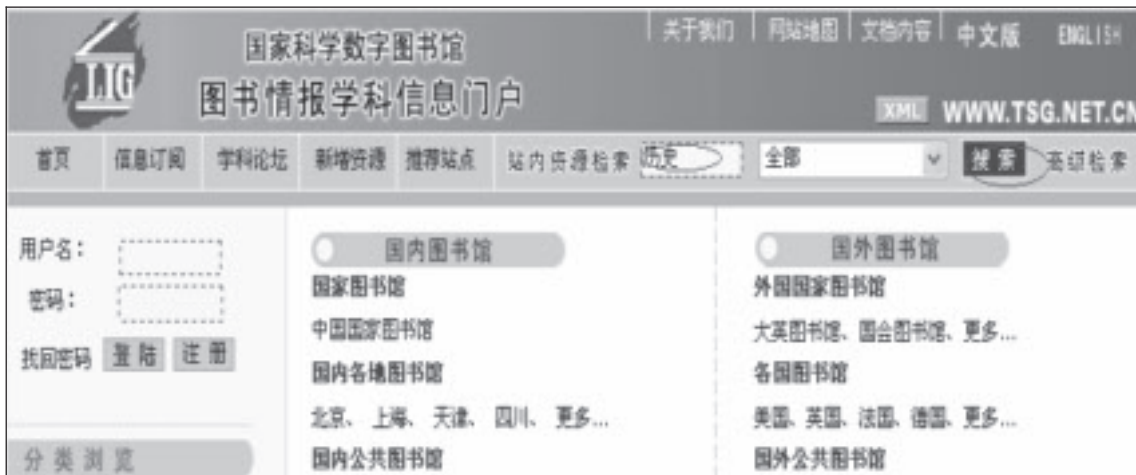 关于我们 网站地图 文档内容 中文版 ENGLISH
LIG
国家科学数字图书馆
图书情报学科信息门户
XML WWW.TSG.NET.CN
首页 信息订阅 学科论坛 新增资源 推荐站点 站内资源检索 历史 全部 搜索 高级检索
用户名：
密码：
找回密码 登陆 注册
分类浏览
国内图书馆
国家图书馆
中国国家图书馆
国内各地图书馆
北京、上海、天津、四川、更多...
国内公共图书馆
国外图书馆
外国国家图书馆
大英图书馆、国会图书馆、更多...
各国图书馆
美国、英国、法国、德国、更多...
国外公共图书馆